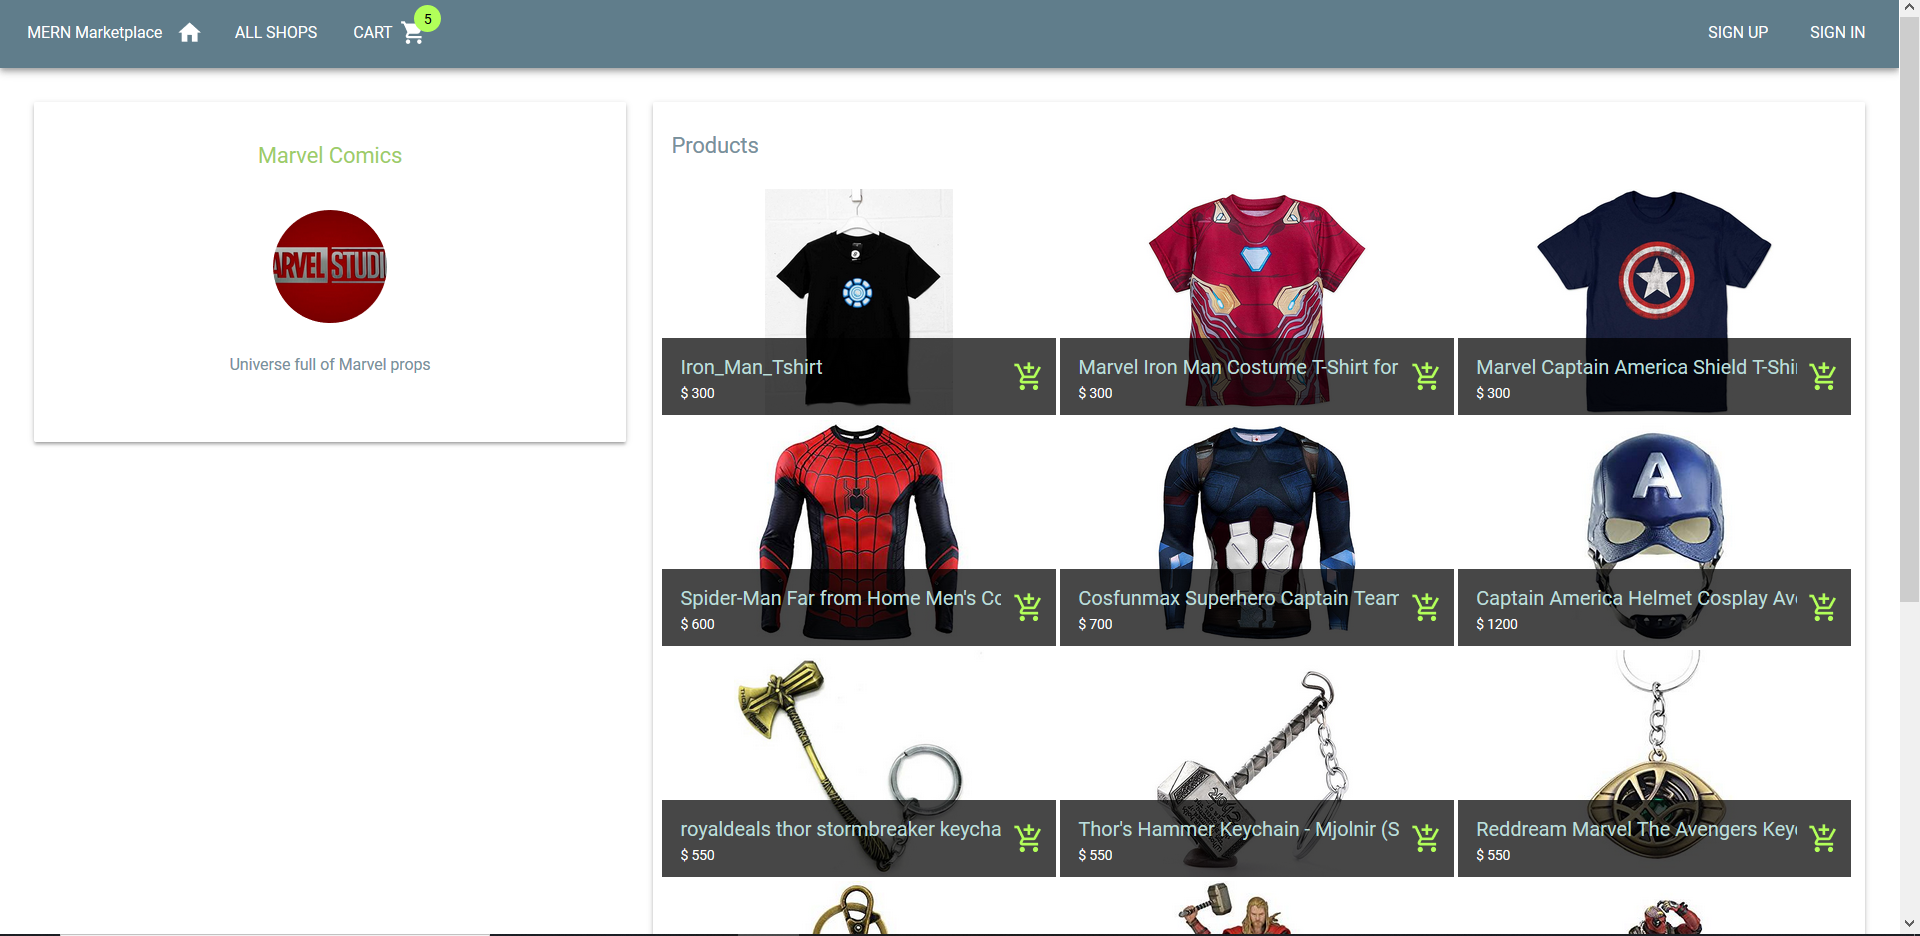 MERN Marketplace
ALL SHOPS
CART
5
SIGN UP
SIGN IN
Marvel Comics
ARVEL STUDI
Universe full of Marvel props
Products
Iron_Man_Tshirt
$ 300
Marvel Iron Man Costume T-Shirt for
$ 300
Marvel Captain America Shield T-Shi
$ 300
A
Spider-Man Far from Home Men's Co
$ 600
Cosfunmax Superhero Captain Team
$ 700
Captain America Helmet Cosplay Av
$ 1200
royaldeals thor stormbreaker keycha
$ 550
Thor's Hammer Keychain - Mjolnir (S
$ 550
Reddream Marvel The Avengers Key
$ 550